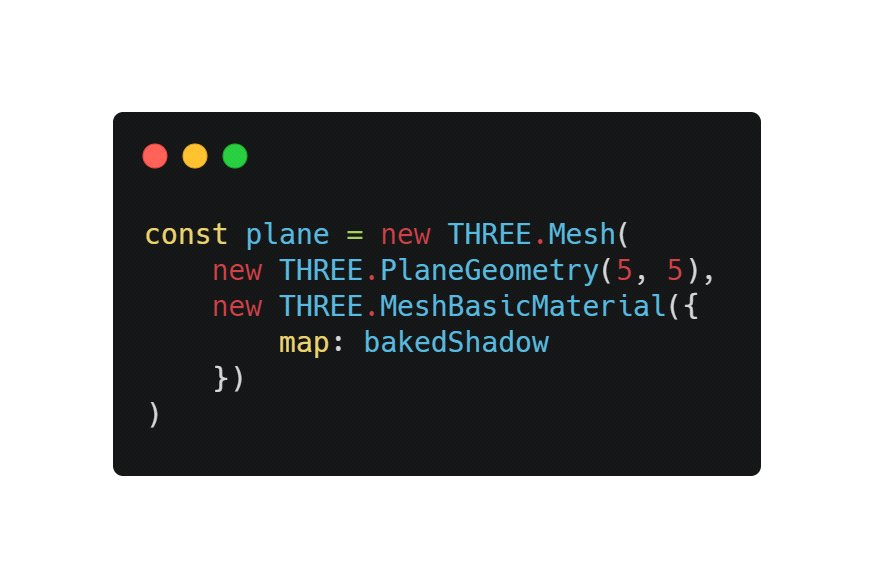 const plane = new THREE.Mesh(
    new THREE.PlaneGeometry(5, 5),
    new THREE.MeshBasicMaterial({
        map: bakedShadow
    })
)